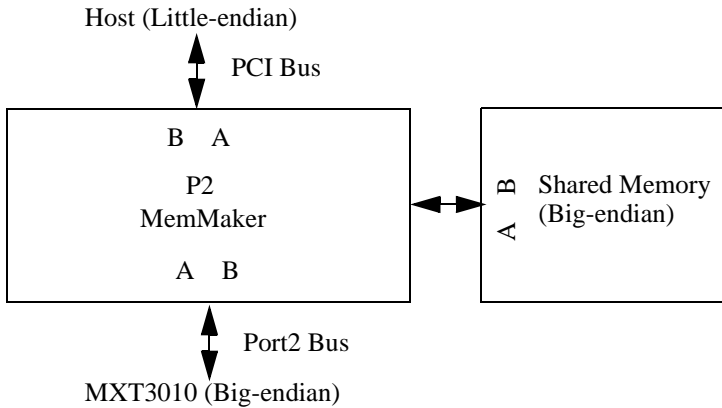 Host (Little-endian)
PCI Bus
B A
P2
MemMaker
A B
A B
Shared Memory
(Big-endian)
Port2 Bus
MXT3010 (Big-endian)